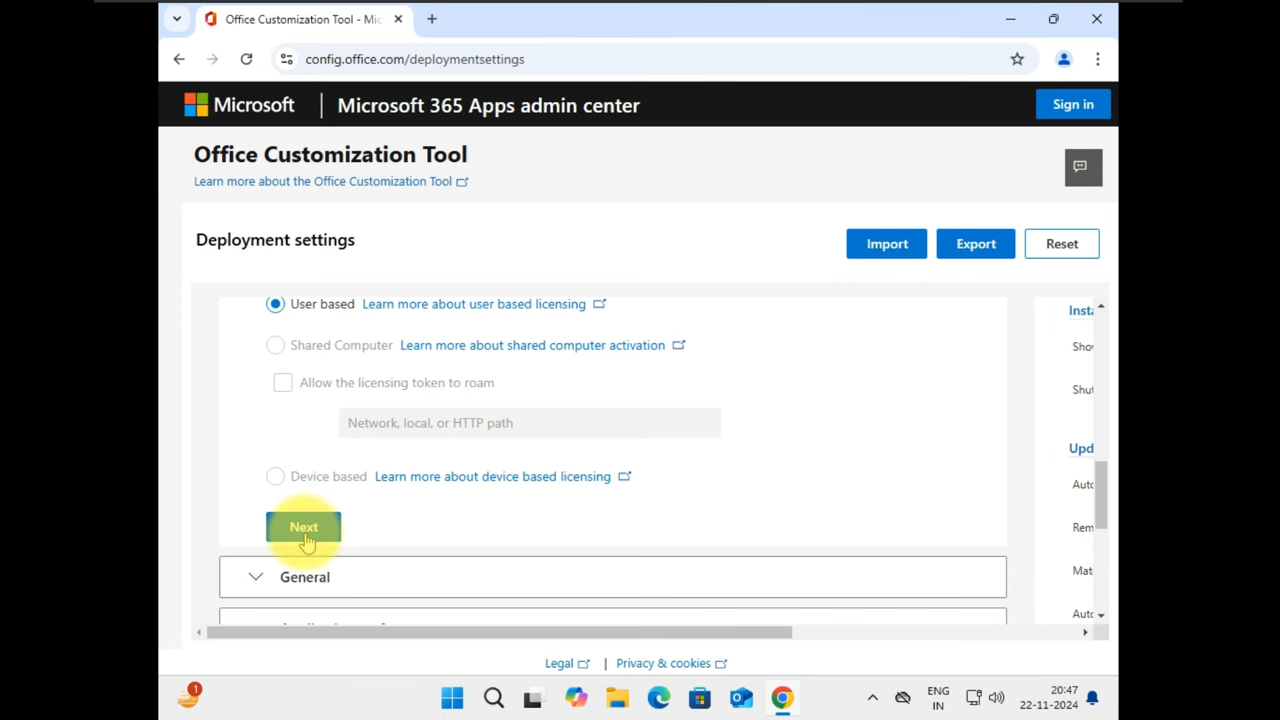 Office Customization Tool - Mic
config.office.com/deploymentsettings
Microsoft | Microsoft 365 Apps admin center
Sign in
Office Customization Tool
Learn more about the Office Customization Tool
Deployment settings
Import
Export
Reset
User based Learn more about user based licensing
Shared Computer Learn more about shared computer activation
Allow the licensing token to roam
Network, local, or HTTP path
Device based Learn more about device based licensing
Next
General
Insta
Sho
Shut
Upd
Auto
Rem
Mat
Auto
Legal | Privacy & cookies
1
ENG
IN
20:47
22-11-2024